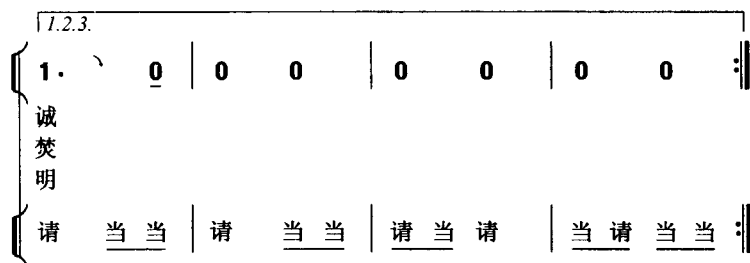 1.2.3.
1· 0 | 0 0 | 0 0 | 0 0 :‖
诚
焚
明
请 当 当 | 请 当 当 | 请 当 请 | 当 请 当 当 :‖